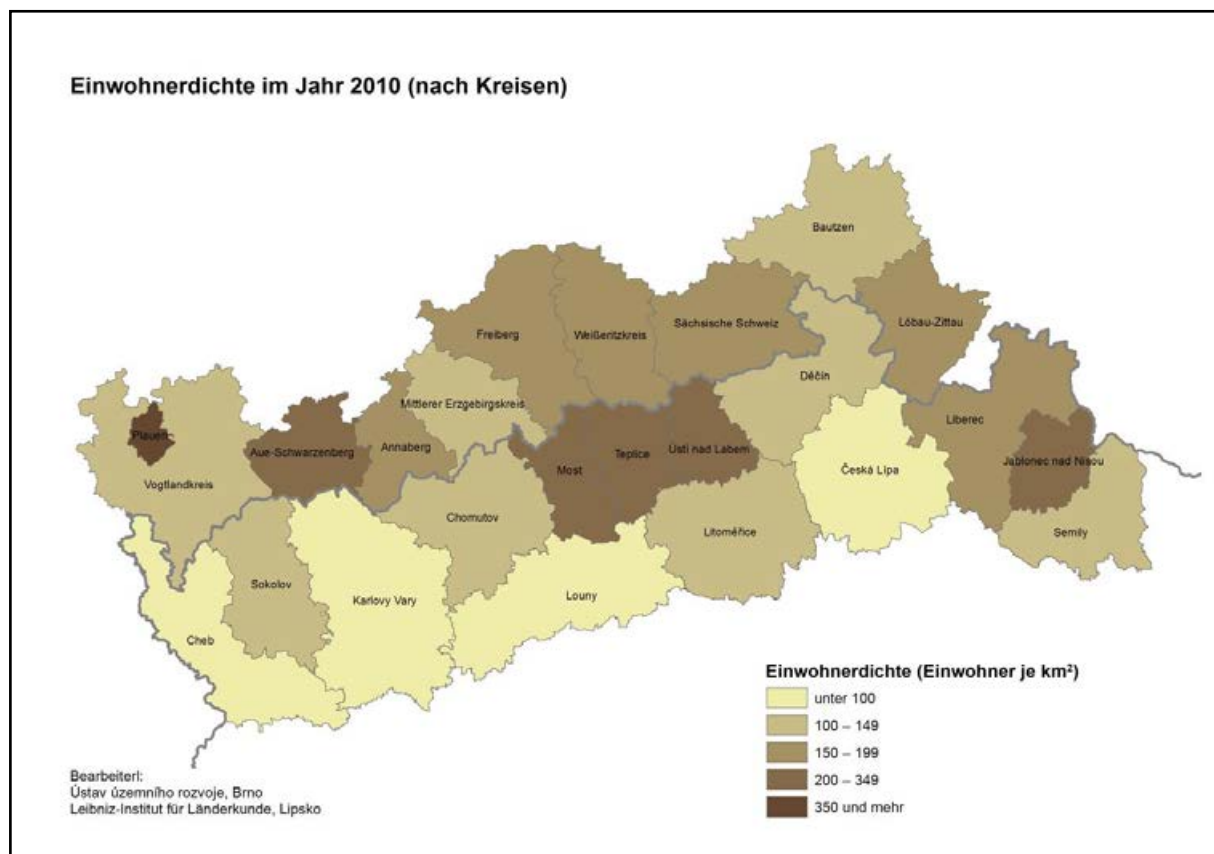 Einwohnerdichte im Jahr 2010 (nach Kreisen)
Bautzen
Löbau-Zittau
Sächsische Schweiz
Weißeritzkreis
Freiberg
Děčín
Mittlerer Erzgebirgskreis
Liberec
Plauen
Annaberg
Aue-Schwarzenberg
Ústí nad Labem
Teplice
Most
Jablonec nad Nisou
Česká Lípa
Vogtlandkreis
Chomutov
Litoměřice
Semily
Sokolov
Louny
Karlovy Vary
Cheb
Einwohnerdichte (Einwohner je km²)
unter 100
100 – 149
150 – 199
200 – 349
350 und mehr
Bearbeiterl:
Ústav územního rozvoje, Brno
Leibniz-Institut für Länderkunde, Lipsko